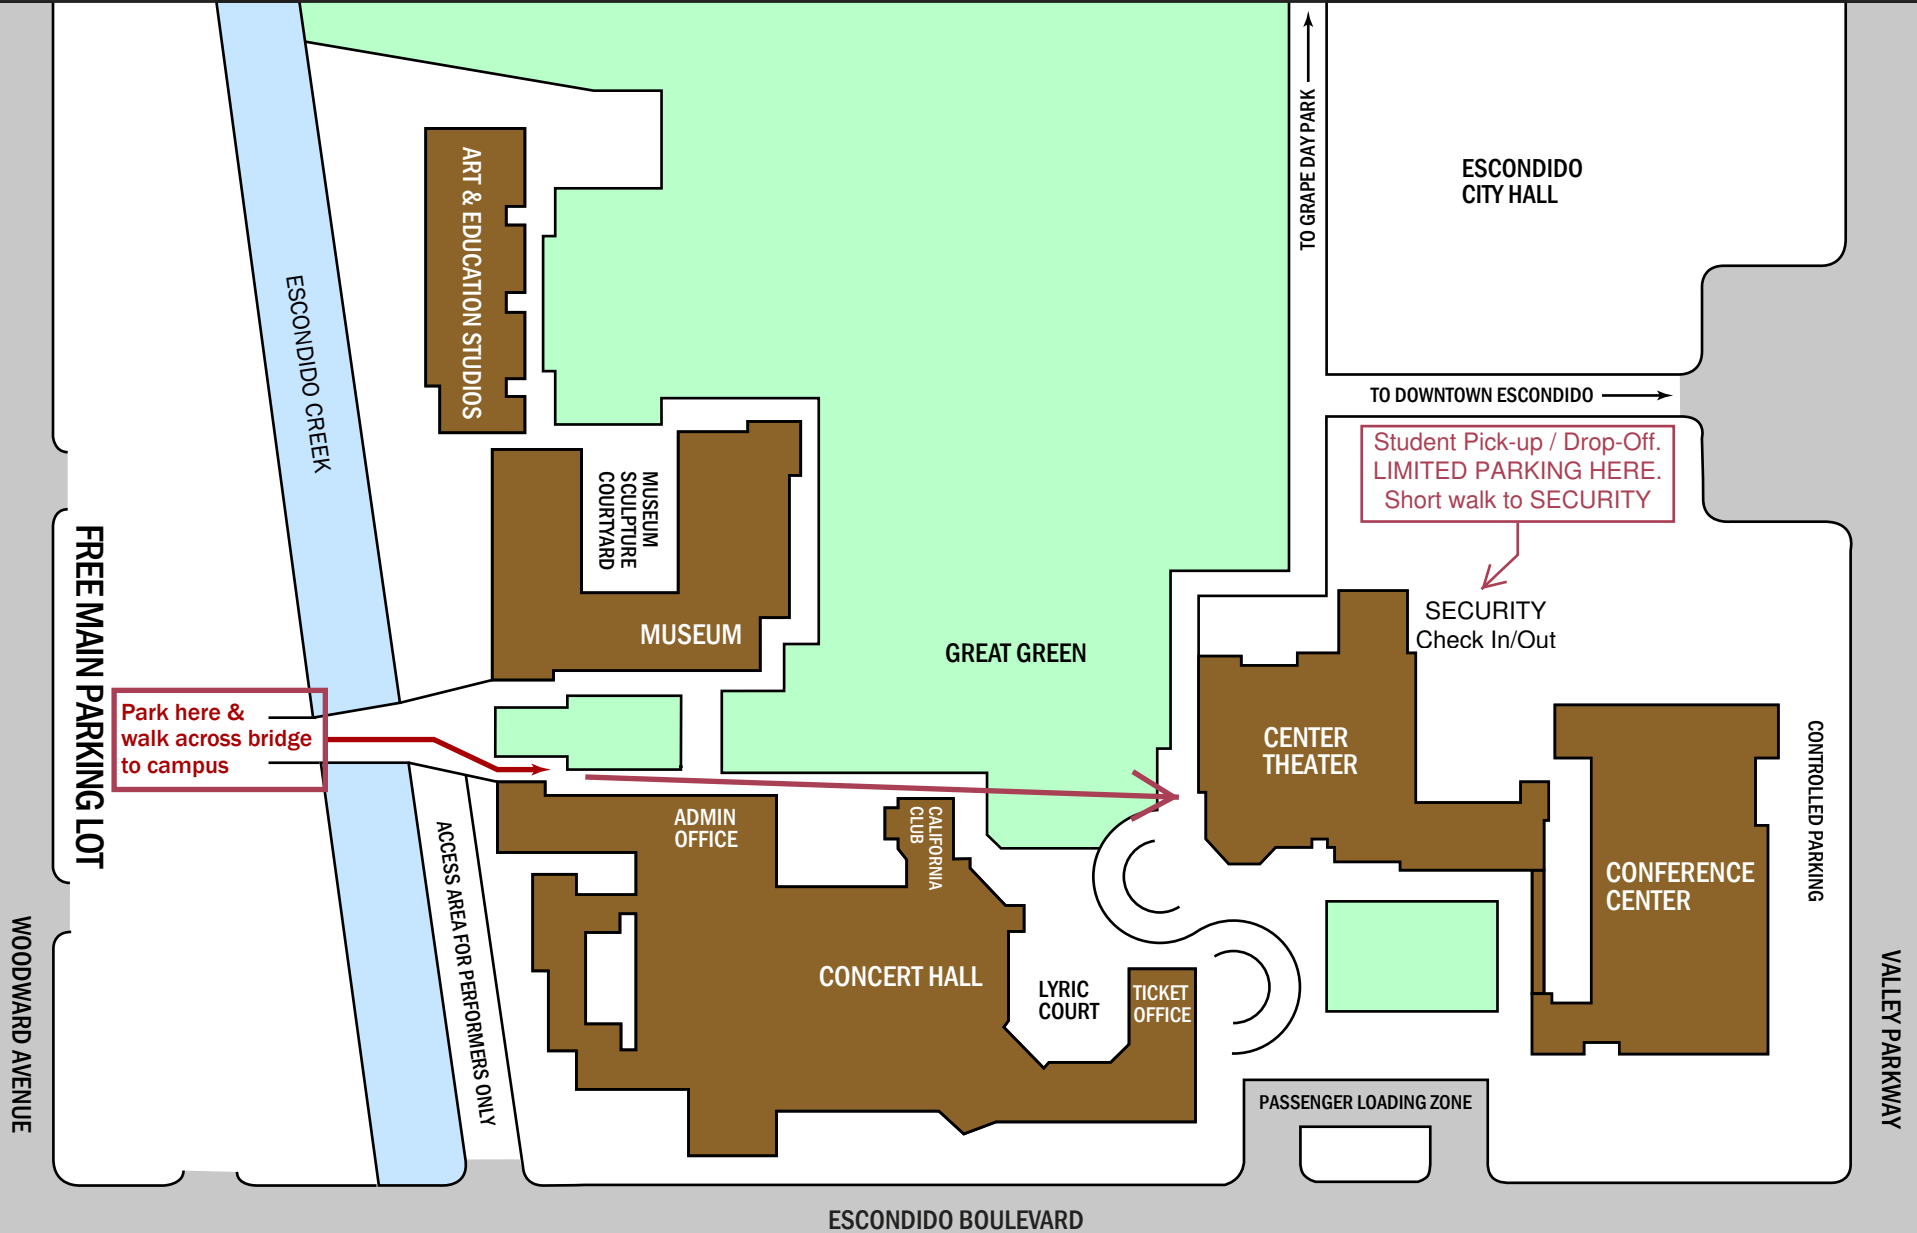 TO GRAPE DAY PARK
ESCONDIDO
CITY HALL
ART & EDUCATION STUDIOS
ESCONDIDO CREEK
TO DOWNTOWN ESCONDIDO
Student Pick-up / Drop-Off.
LIMITED PARKING HERE.
Short walk to SECURITY
MUSEUM
SCULPTURE
COURTYARD
FREE MAIN PARKING LOT
SECURITY
Check In/Out
MUSEUM
GREAT GREEN
Park here &
walk across bridge
to campus
CENTER
THEATER
CONTROLLED PARKING
ADMIN
OFFICE
CALIFORNIA
CLUB
ACCESS AREA FOR PERFORMERS ONLY
CONFERENCE
CENTER
WOODWARD AVENUE
CONCERT HALL
LYRIC
COURT
TICKET
OFFICE
VALLEY PARKWAY
PASSENGER LOADING ZONE
ESCONDIDO BOULEVARD